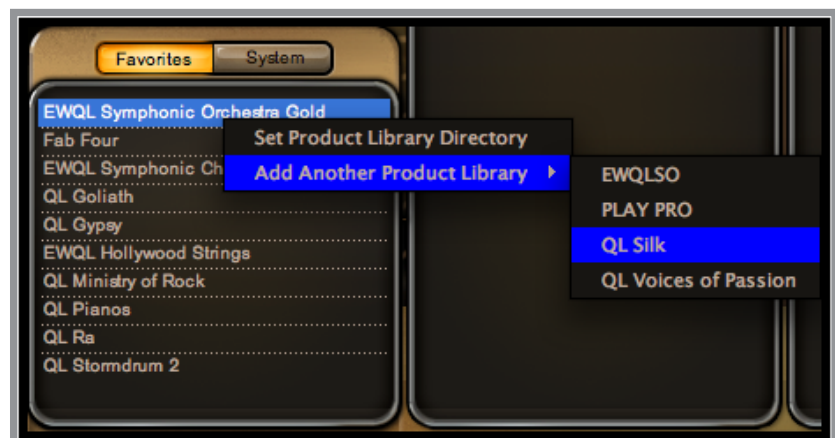 Favorites System
EWQL Symphonic Orchestra Gold
Fab Four
EWQL Symphonic Ch
QL Goliath
QL Gypsy
EWQL Hollywood Strings
QL Ministry of Rock
QL Pianos
QL Ra
QL Stormdrum 2
Set Product Library Directory
Add Another Product Library
EWQLSO
PLAY PRO
QL Silk
QL Voices of Passion